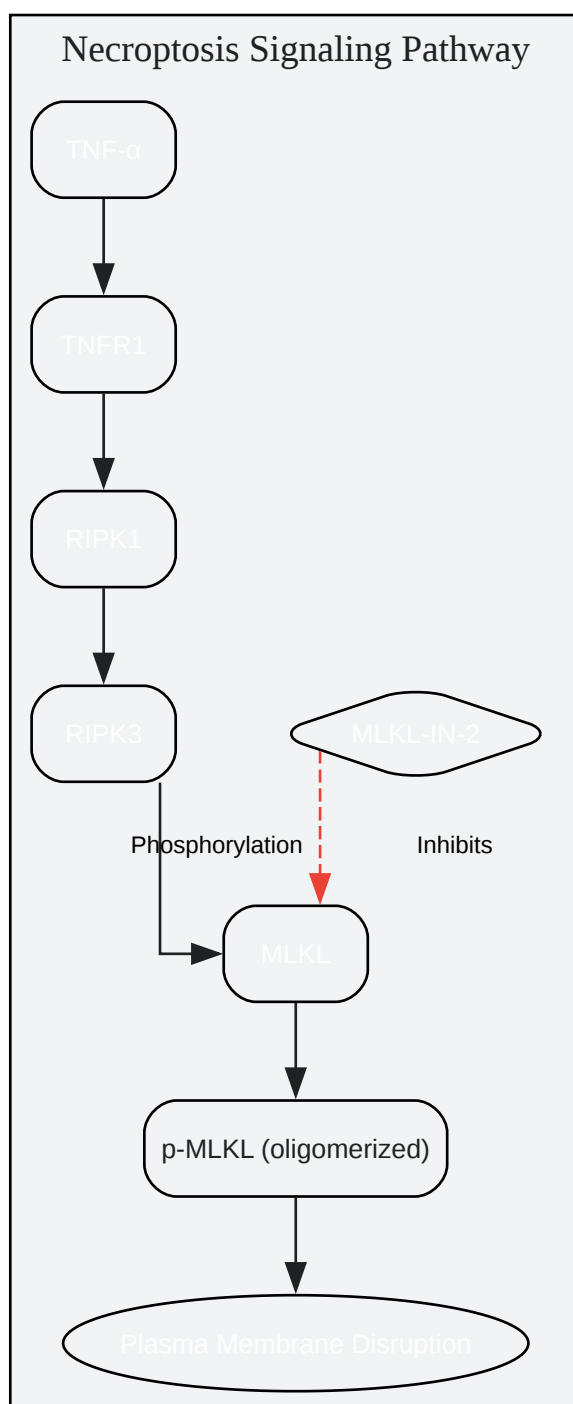 Necroptosis Signaling Pathway
TNF-α
TNFR1
RIPK1
RIPK3
MLKL-IN-2
Phosphorylation
Inhibits
MLKL
p-MLKL (oligomerized)
Plasma Membrane Disruption